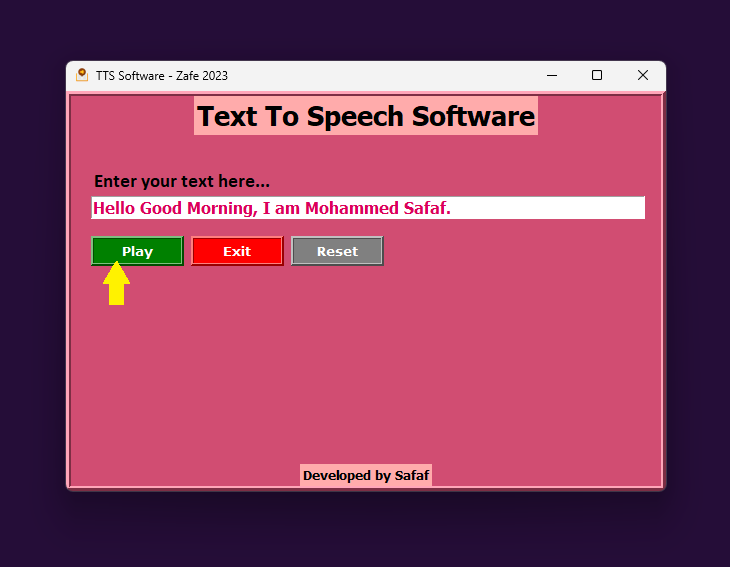 TTS Software - Zafe 2023
Text To Speech Software
Enter your text here...
Hello Good Morning, I am Mohammed Safaf.
Play Exit Reset
Developed by Safaf